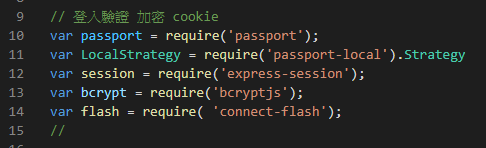 9 // 登入驗證 加密 cookie
10 var passport = require('passport');
11 var LocalStrategy = require('passport-local').Strategy
12 var session = require('express-session');
13 var bcrypt = require('bcryptjs');
14 var flash = require( 'connect-flash');
15 //